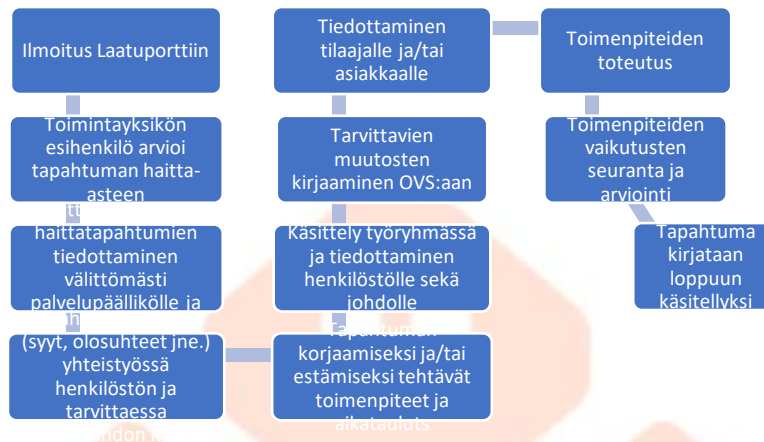 Ilmoitus Laatuporttiin
Toimintayksikön
esihenkilö arvioi
tapahtuman haitta-
asteen
haittatapahtumien
tiedottaminen
välittömästi
palvelupäällikölle ja
(syyt, olosuhteet jne.)
yhteistyössä
henkilöstön ja
tarvittaessa
Tapahtuman
korjaamiseksi ja/tai
estämiseksi tehtävät
toimenpiteet ja
aikatauluts
Käsittely työryhmässä
ja tiedottaminen
henkilöstölle sekä
johdolle
Tarvittavien
muutosten
kirjaaminen OVS:aan
Tiedottaminen
tilaajalle ja/tai
asiakkaalle
Toimenpiteiden
toteutus
Toimenpiteiden
vaikutusten
seuranta ja
arviointi
Tapahtuma
kirjataan
loppuun
käsitellyksi